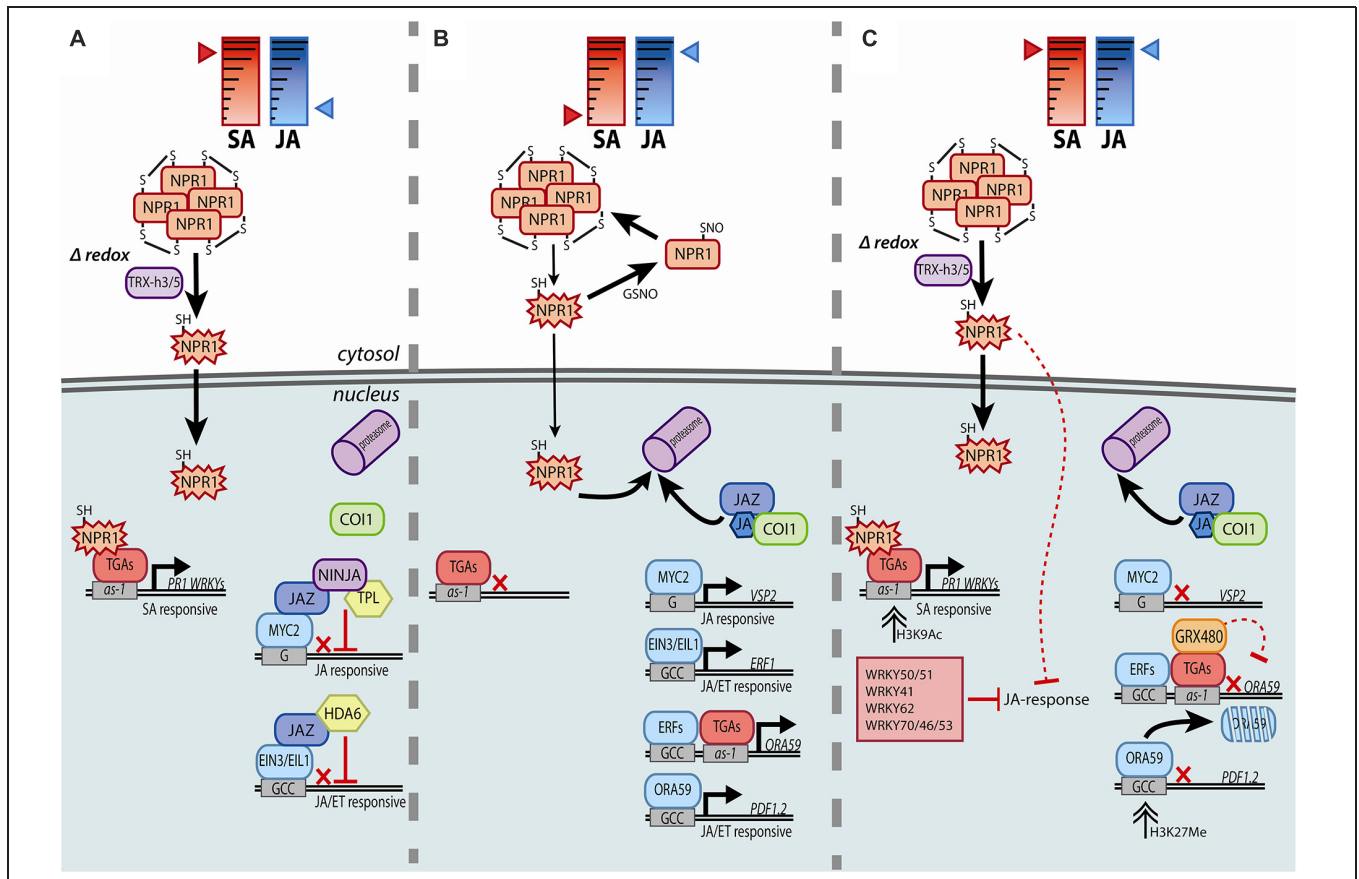 A
SA JA
S S
S S
NPR1
NPR1 NPR1
NPR1
S S
S S
Δ redox
TRX-h3/5
SH
NPR1
cytosol
nucleus
SH
NPR1
proteasome
COI1
SH
NPR1
TGAs
as-1
PR1 WRKYs
SA responsive
NINJA
JAZ
TPL
MYC2
G
JA responsive
HDA6
JAZ
EIN3/EIL1
GCC
JA/ET responsive
B
SA JA
S S
S S
NPR1
NPR1 NPR1
NPR1
S S
S S
SNO
NPR1
GSNO
SH
NPR1
SH
NPR1
proteasome
JAZ
JA
COI1
TGAs
as-1
MYC2
G
VSP2
JA responsive
EIN3/EIL1
GCC
ERF1
JA/ET responsive
ERFs
TGAs
GCC
as-1
ORA59
ORA59
GCC
PDF1.2
JA/ET responsive
C
SA JA
S S
S S
NPR1
NPR1 NPR1
NPR1
S S
S S
Δ redox
TRX-h3/5
SH
NPR1
SH
NPR1
proteasome
JAZ
JA
COI1
SH
NPR1
TGAs
as-1
PR1 WRKYs
SA responsive
H3K9Ac
WRKY50/51
WRKY41
WRKY62
WRKY70/46/53
JA-response
MYC2
G
VSP2
GRX480
ERFs
TGAs
GCC
as-1
ORA59
ORA59
ORA59
GCC
PDF1.2
H3K27Me